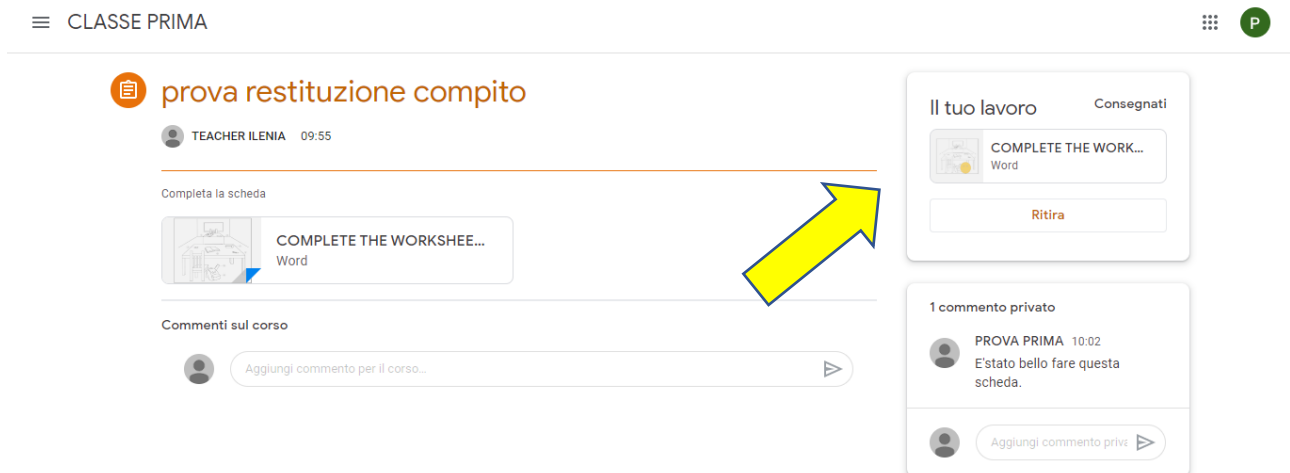 CLASSE PRIMA
P
prova restituzione compito
TEACHER ILENIA 09:55
Completa la scheda
COMPLETE THE WORKSHEE...
Word
Commenti sul corso
Aggiungi commento per il corso...
Il tuo lavoro Consegnati
COMPLETE THE WORK...
Word
Ritira
1 commento privato
PROVA PRIMA 10:02
E'stato bello fare questa
scheda.
Aggiungi commento priva